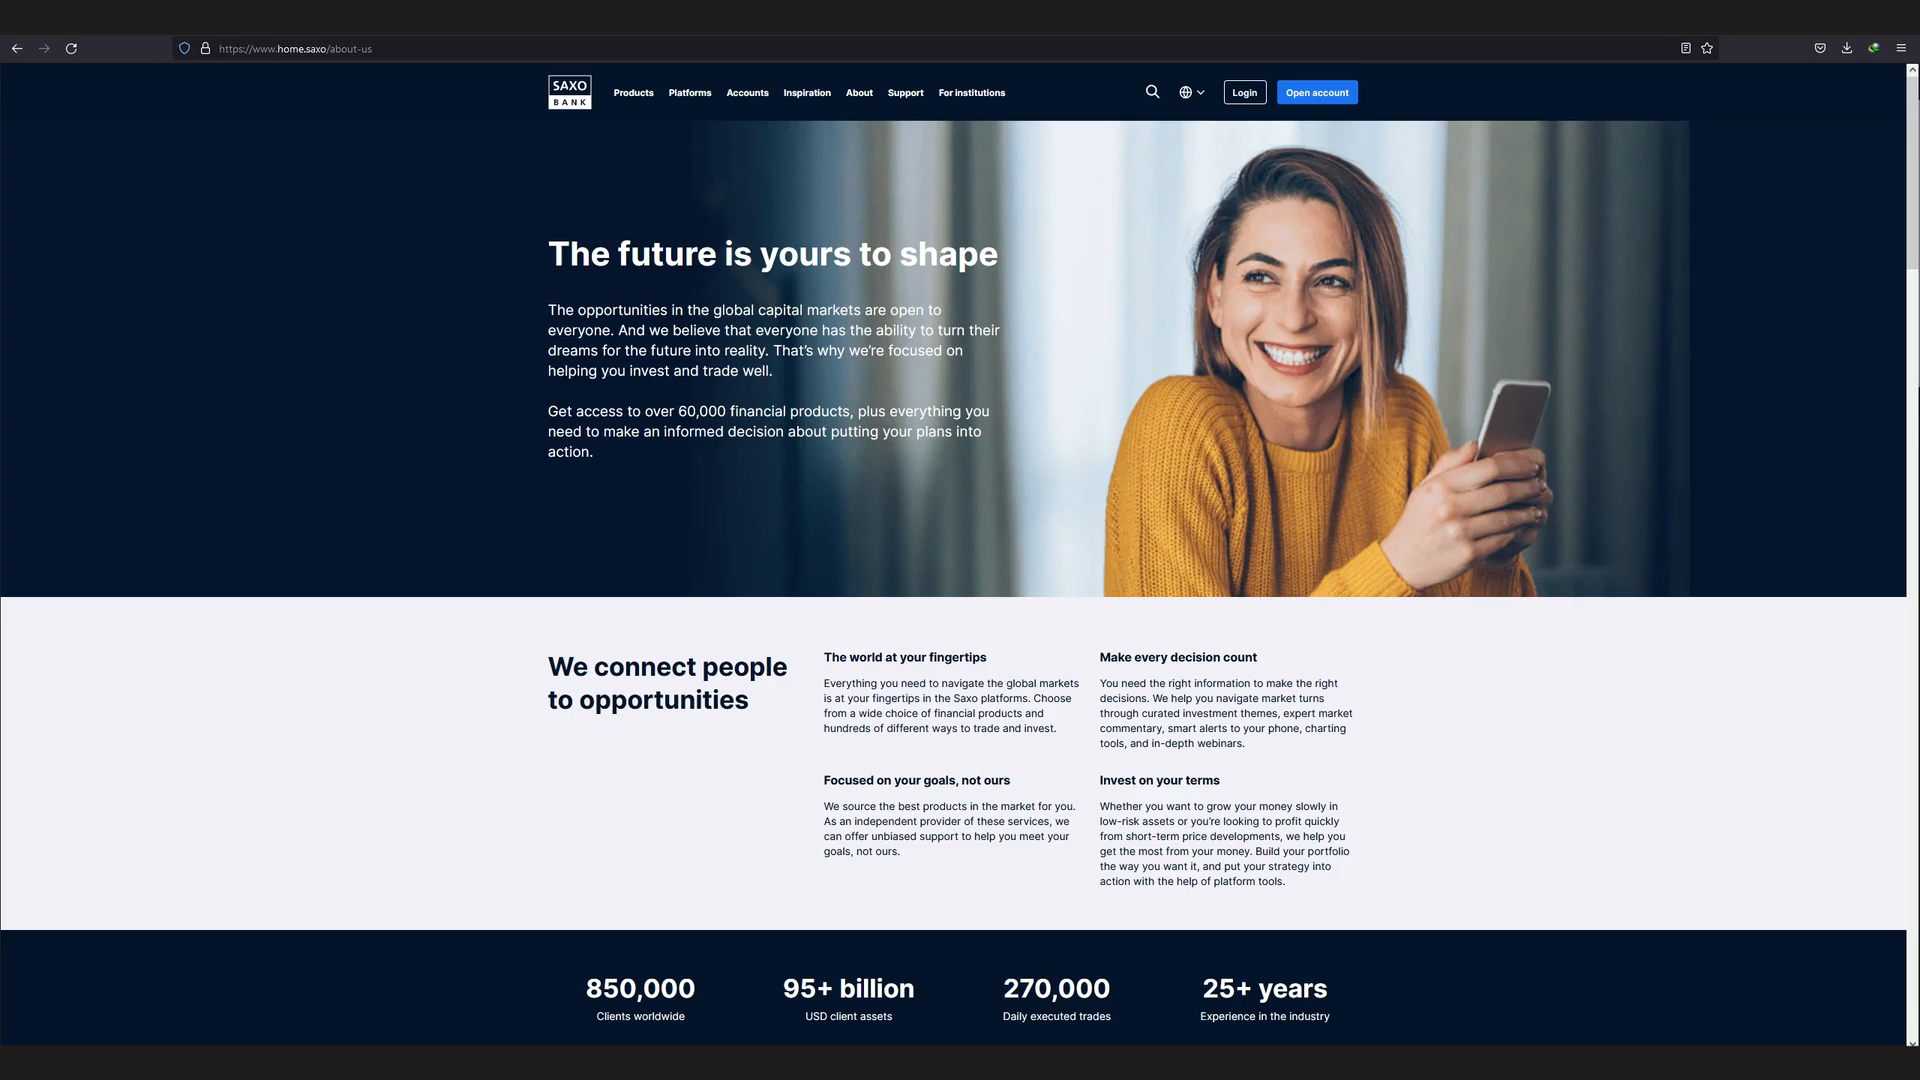 https://www.home.saxo/about-us
SAXO
BANK
Products Platforms Accounts Inspiration About Support For institutions Login Open account
The future is yours to shape
The opportunities in the global capital markets are open to
everyone. And we believe that everyone has the ability to turn their
dreams for the future into reality. That’s why we’re focused on
helping you invest and trade well.
Get access to over 60,000 financial products, plus everything you
need to make an informed decision about putting your plans into
action.
We connect people
to opportunities
The world at your fingertips
Everything you need to navigate the global markets
is at your fingertips in the Saxo platforms. Choose
from a wide choice of financial products and
hundreds of different ways to trade and invest.
Make every decision count
You need the right information to make the right
decisions. We help you navigate market turns
through curated investment themes, expert market
commentary, smart alerts to your phone, charting
tools, and in-depth webinars.
Focused on your goals, not ours
We source the best products in the market for you.
As an independent provider of these services, we
can offer unbiased support to help you meet your
goals, not ours.
Invest on your terms
Whether you want to grow your money slowly in
low-risk assets or you’re looking to profit quickly
from short-term price developments, we help you
get the most from your money. Build your portfolio
the way you want it, and put your strategy into
action with the help of platform tools.
850,000
Clients worldwide
95+ billion
USD client assets
270,000
Daily executed trades
25+ years
Experience in the industry